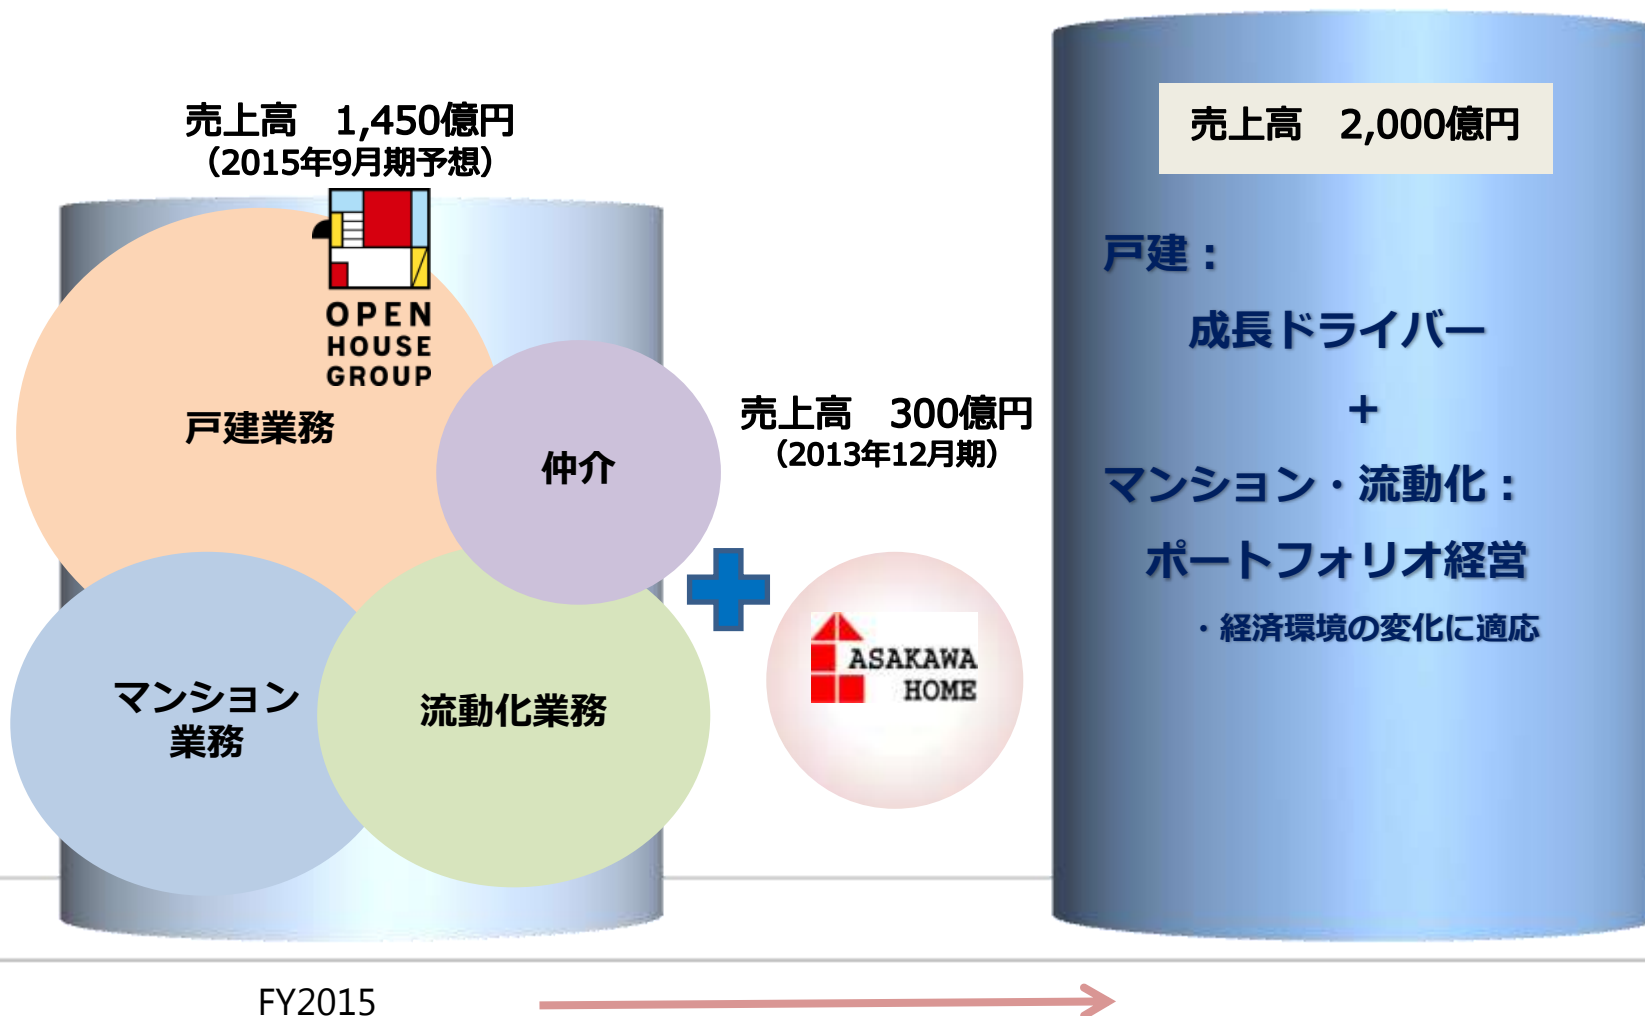 売上高　1,450億円
（2015年9月期予想）
OPEN
HOUSE
GROUP
戸建業務
仲介
マンション
業務
流動化業務
売上高　300億円
（2013年12月期）
ASAKAWA
HOME
売上高　2,000億円
戸建：
成長ドライバー
＋
マンション・流動化：
ポートフォリオ経営
・経済環境の変化に適応
FY2015